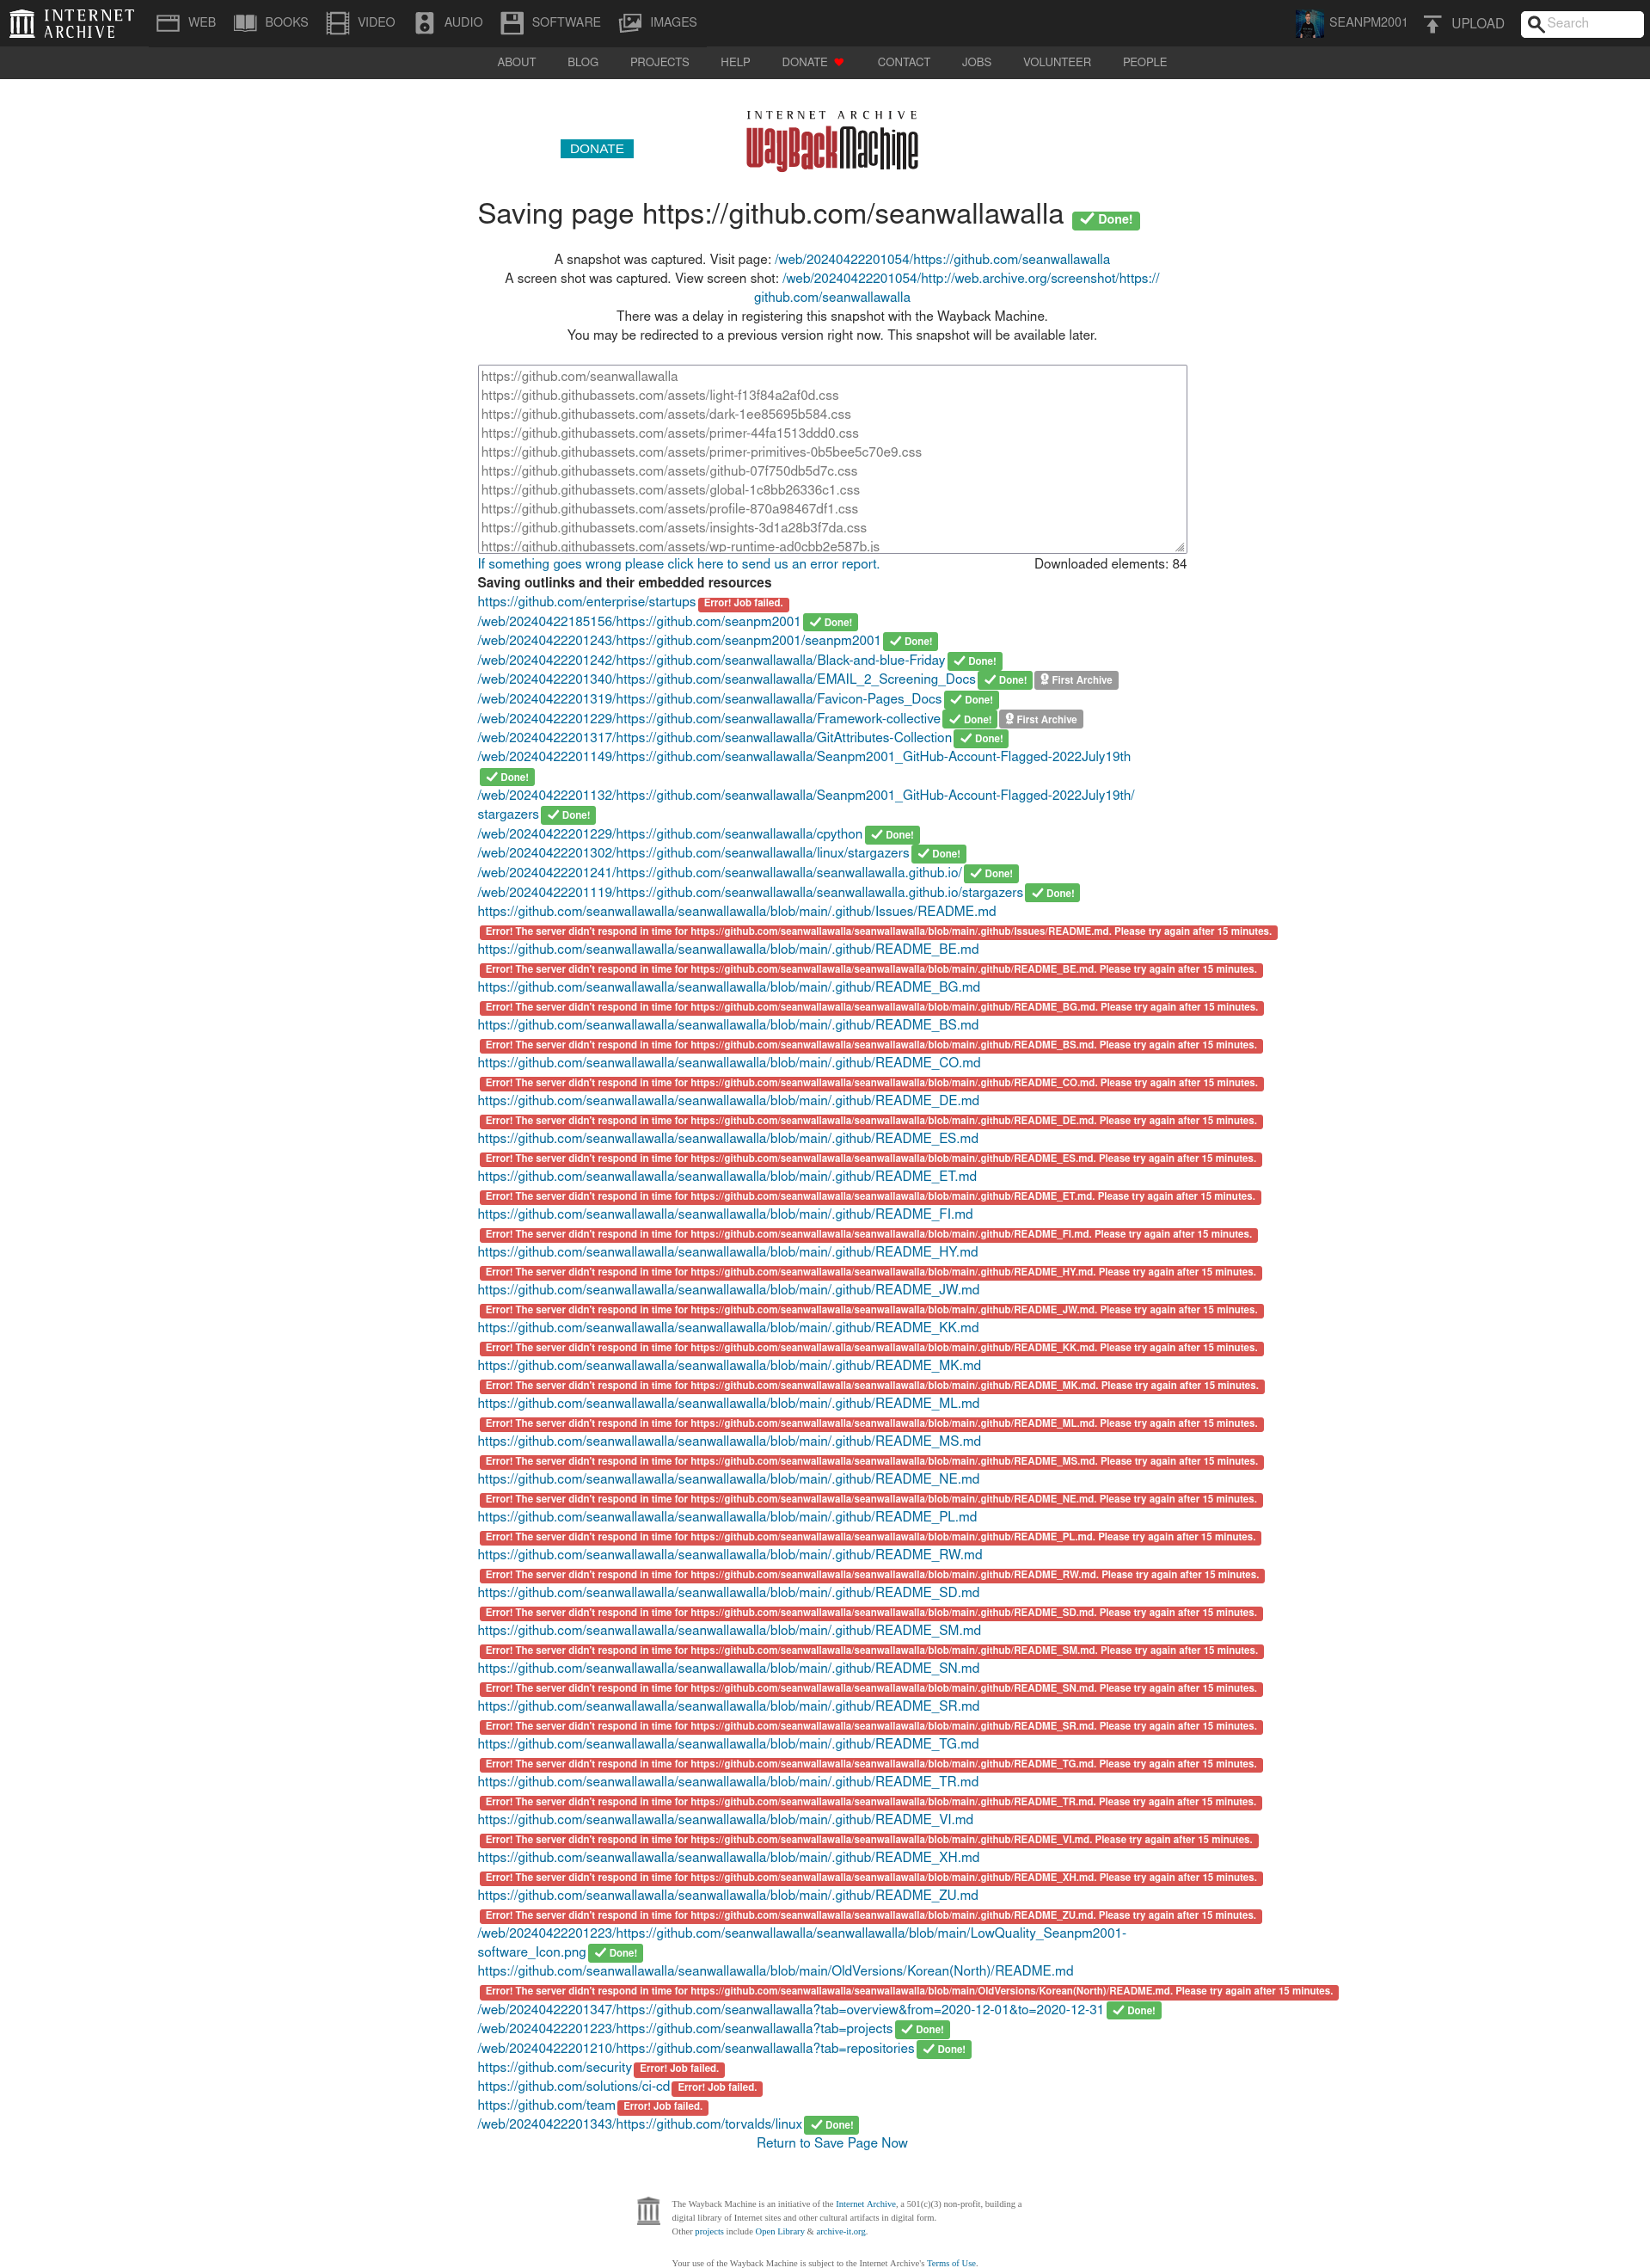 INTERNET ARCHIVE
WEB BOOKS VIDEO AUDIO SOFTWARE IMAGES SEANPM2001 UPLOAD Search
ABOUT BLOG PROJECTS HELP DONATE CONTACT JOBS VOLUNTEER PEOPLE
INTERNET ARCHIVE
DONATE WayBackMachine
Saving page https://github.com/seanwallawalla Done!
A snapshot was captured. Visit page: /web/20240422201054/https://github.com/seanwallawalla
A screen shot was captured. View screen shot: /web/20240422201054/http://web.archive.org/screenshot/https://
github.com/seanwallawalla
There was a delay in registering this snapshot with the Wayback Machine.
You may be redirected to a previous version right now. This snapshot will be available later.
https://github.com/seanwallawalla
https://github.githubassets.com/assets/light-f13f84a2af0d.css
https://github.githubassets.com/assets/dark-1ee85695b584.css
https://github.githubassets.com/assets/primer-44fa1513ddd0.css
https://github.githubassets.com/assets/primer-primitives-0b5bee5c70e9.css
https://github.githubassets.com/assets/github-07f750db5d7c.css
https://github.githubassets.com/assets/global-1c8bb26336c1.css
https://github.githubassets.com/assets/profile-870a98467df1.css
https://github.githubassets.com/assets/insights-3d1a28b3f7da.css
https://github.githubassets.com/assets/wp-runtime-ad0cbb2e587b.js
If something goes wrong please click here to send us an error report. Downloaded elements: 84
Saving outlinks and their embedded resources
https://github.com/enterprise/startups Error! Job failed.
/web/20240422185156/https://github.com/seanpm2001 Done!
/web/20240422201243/https://github.com/seanpm2001/seanpm2001 Done!
/web/20240422201242/https://github.com/seanwallawalla/Black-and-blue-Friday Done!
/web/20240422201340/https://github.com/seanwallawalla/EMAIL_2_Screening_Docs Done! First Archive
/web/20240422201319/https://github.com/seanwallawalla/Favicon-Pages_Docs Done!
/web/20240422201229/https://github.com/seanwallawalla/Framework-collective Done! First Archive
/web/20240422201317/https://github.com/seanwallawalla/GitAttributes-Collection Done!
/web/20240422201149/https://github.com/seanwallawalla/Seanpm2001_GitHub-Account-Flagged-2022July19th
Done!
/web/20240422201132/https://github.com/seanwallawalla/Seanpm2001_GitHub-Account-Flagged-2022July19th/
stargazers Done!
/web/20240422201229/https://github.com/seanwallawalla/cpython Done!
/web/20240422201302/https://github.com/seanwallawalla/linux/stargazers Done!
/web/20240422201241/https://github.com/seanwallawalla/seanwallawalla.github.io/ Done!
/web/20240422201119/https://github.com/seanwallawalla/seanwallawalla.github.io/stargazers Done!
https://github.com/seanwallawalla/seanwallawalla/blob/main/.github/Issues/README.md
Error! The server didn't respond in time for https://github.com/seanwallawalla/seanwallawalla/blob/main/.github/Issues/README.md. Please try again after 15 minutes.
https://github.com/seanwallawalla/seanwallawalla/blob/main/.github/README_BE.md
Error! The server didn't respond in time for https://github.com/seanwallawalla/seanwallawalla/blob/main/.github/README_BE.md. Please try again after 15 minutes.
https://github.com/seanwallawalla/seanwallawalla/blob/main/.github/README_BG.md
Error! The server didn't respond in time for https://github.com/seanwallawalla/seanwallawalla/blob/main/.github/README_BG.md. Please try again after 15 minutes.
https://github.com/seanwallawalla/seanwallawalla/blob/main/.github/README_BS.md
Error! The server didn't respond in time for https://github.com/seanwallawalla/seanwallawalla/blob/main/.github/README_BS.md. Please try again after 15 minutes.
https://github.com/seanwallawalla/seanwallawalla/blob/main/.github/README_CO.md
Error! The server didn't respond in time for https://github.com/seanwallawalla/seanwallawalla/blob/main/.github/README_CO.md. Please try again after 15 minutes.
https://github.com/seanwallawalla/seanwallawalla/blob/main/.github/README_DE.md
Error! The server didn't respond in time for https://github.com/seanwallawalla/seanwallawalla/blob/main/.github/README_DE.md. Please try again after 15 minutes.
https://github.com/seanwallawalla/seanwallawalla/blob/main/.github/README_ES.md
Error! The server didn't respond in time for https://github.com/seanwallawalla/seanwallawalla/blob/main/.github/README_ES.md. Please try again after 15 minutes.
https://github.com/seanwallawalla/seanwallawalla/blob/main/.github/README_ET.md
Error! The server didn't respond in time for https://github.com/seanwallawalla/seanwallawalla/blob/main/.github/README_ET.md. Please try again after 15 minutes.
https://github.com/seanwallawalla/seanwallawalla/blob/main/.github/README_FI.md
Error! The server didn't respond in time for https://github.com/seanwallawalla/seanwallawalla/blob/main/.github/README_FI.md. Please try again after 15 minutes.
https://github.com/seanwallawalla/seanwallawalla/blob/main/.github/README_HY.md
Error! The server didn't respond in time for https://github.com/seanwallawalla/seanwallawalla/blob/main/.github/README_HY.md. Please try again after 15 minutes.
https://github.com/seanwallawalla/seanwallawalla/blob/main/.github/README_JW.md
Error! The server didn't respond in time for https://github.com/seanwallawalla/seanwallawalla/blob/main/.github/README_JW.md. Please try again after 15 minutes.
https://github.com/seanwallawalla/seanwallawalla/blob/main/.github/README_KK.md
Error! The server didn't respond in time for https://github.com/seanwallawalla/seanwallawalla/blob/main/.github/README_KK.md. Please try again after 15 minutes.
https://github.com/seanwallawalla/seanwallawalla/blob/main/.github/README_MK.md
Error! The server didn't respond in time for https://github.com/seanwallawalla/seanwallawalla/blob/main/.github/README_MK.md. Please try again after 15 minutes.
https://github.com/seanwallawalla/seanwallawalla/blob/main/.github/README_ML.md
Error! The server didn't respond in time for https://github.com/seanwallawalla/seanwallawalla/blob/main/.github/README_ML.md. Please try again after 15 minutes.
https://github.com/seanwallawalla/seanwallawalla/blob/main/.github/README_MS.md
Error! The server didn't respond in time for https://github.com/seanwallawalla/seanwallawalla/blob/main/.github/README_MS.md. Please try again after 15 minutes.
https://github.com/seanwallawalla/seanwallawalla/blob/main/.github/README_NE.md
Error! The server didn't respond in time for https://github.com/seanwallawalla/seanwallawalla/blob/main/.github/README_NE.md. Please try again after 15 minutes.
https://github.com/seanwallawalla/seanwallawalla/blob/main/.github/README_PL.md
Error! The server didn't respond in time for https://github.com/seanwallawalla/seanwallawalla/blob/main/.github/README_PL.md. Please try again after 15 minutes.
https://github.com/seanwallawalla/seanwallawalla/blob/main/.github/README_RW.md
Error! The server didn't respond in time for https://github.com/seanwallawalla/seanwallawalla/blob/main/.github/README_RW.md. Please try again after 15 minutes.
https://github.com/seanwallawalla/seanwallawalla/blob/main/.github/README_SD.md
Error! The server didn't respond in time for https://github.com/seanwallawalla/seanwallawalla/blob/main/.github/README_SD.md. Please try again after 15 minutes.
https://github.com/seanwallawalla/seanwallawalla/blob/main/.github/README_SM.md
Error! The server didn't respond in time for https://github.com/seanwallawalla/seanwallawalla/blob/main/.github/README_SM.md. Please try again after 15 minutes.
https://github.com/seanwallawalla/seanwallawalla/blob/main/.github/README_SN.md
Error! The server didn't respond in time for https://github.com/seanwallawalla/seanwallawalla/blob/main/.github/README_SN.md. Please try again after 15 minutes.
https://github.com/seanwallawalla/seanwallawalla/blob/main/.github/README_SR.md
Error! The server didn't respond in time for https://github.com/seanwallawalla/seanwallawalla/blob/main/.github/README_SR.md. Please try again after 15 minutes.
https://github.com/seanwallawalla/seanwallawalla/blob/main/.github/README_TG.md
Error! The server didn't respond in time for https://github.com/seanwallawalla/seanwallawalla/blob/main/.github/README_TG.md. Please try again after 15 minutes.
https://github.com/seanwallawalla/seanwallawalla/blob/main/.github/README_TR.md
Error! The server didn't respond in time for https://github.com/seanwallawalla/seanwallawalla/blob/main/.github/README_TR.md. Please try again after 15 minutes.
https://github.com/seanwallawalla/seanwallawalla/blob/main/.github/README_VI.md
Error! The server didn't respond in time for https://github.com/seanwallawalla/seanwallawalla/blob/main/.github/README_VI.md. Please try again after 15 minutes.
https://github.com/seanwallawalla/seanwallawalla/blob/main/.github/README_XH.md
Error! The server didn't respond in time for https://github.com/seanwallawalla/seanwallawalla/blob/main/.github/README_XH.md. Please try again after 15 minutes.
https://github.com/seanwallawalla/seanwallawalla/blob/main/.github/README_ZU.md
Error! The server didn't respond in time for https://github.com/seanwallawalla/seanwallawalla/blob/main/.github/README_ZU.md. Please try again after 15 minutes.
/web/20240422201223/https://github.com/seanwallawalla/seanwallawalla/blob/main/LowQuality_Seanpm2001-
software_Icon.png Done!
https://github.com/seanwallawalla/seanwallawalla/blob/main/OldVersions/Korean(North)/README.md
Error! The server didn't respond in time for https://github.com/seanwallawalla/seanwallawalla/blob/main/OldVersions/Korean(North)/README.md. Please try again after 15 minutes.
/web/20240422201347/https://github.com/seanwallawalla?tab=overview&from=2020-12-01&to=2020-12-31 Done!
/web/20240422201223/https://github.com/seanwallawalla?tab=projects Done!
/web/20240422201210/https://github.com/seanwallawalla?tab=repositories Done!
https://github.com/security Error! Job failed.
https://github.com/solutions/ci-cd Error! Job failed.
https://github.com/team Error! Job failed.
/web/20240422201343/https://github.com/torvalds/linux Done!
Return to Save Page Now
The Wayback Machine is an initiative of the Internet Archive, a 501(c)(3) non-profit, building a
digital library of Internet sites and other cultural artifacts in digital form.
Other projects include Open Library & archive-it.org.
Your use of the Wayback Machine is subject to the Internet Archive's Terms of Use.